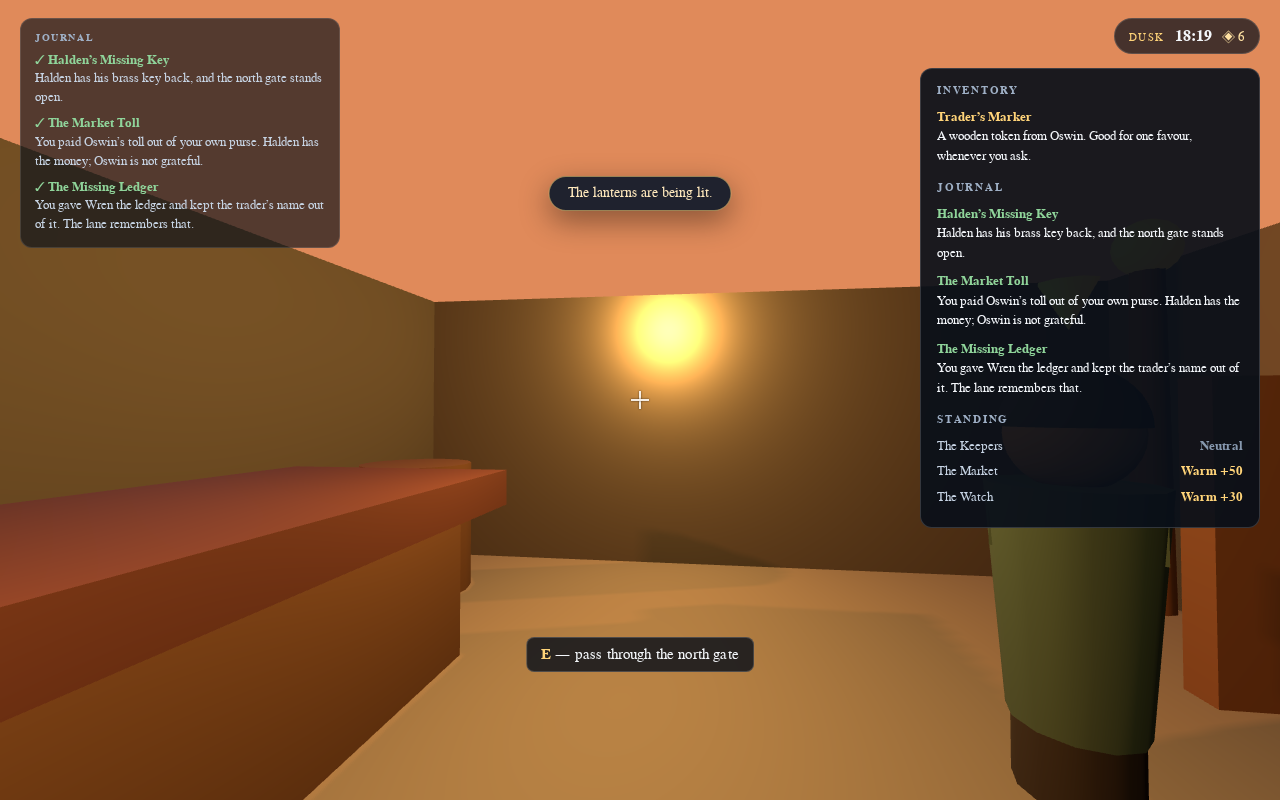 JOURNAL
✓ Halden's Missing Key
Halden has his brass key back, and the north gate stands
open.
✓ The Market Toll
You paid Oswin's toll out of your own purse. Halden has
the money; Oswin is not grateful.
✓ The Missing Ledger
You gave Wren the ledger and kept the trader's name out
of it. The lane remembers that.
The lanterns are being lit.
DUSK 18:19 ◈ 6
INVENTORY
Trader's Marker
A wooden token from Oswin. Good for one favour,
whenever you ask.
JOURNAL
Halden's Missing Key
Halden has his brass key back, and the north gate stands
open.
The Market Toll
You paid Oswin's toll out of your own purse. Halden has the
money; Oswin is not grateful.
The Missing Ledger
You gave Wren the ledger and kept the trader's name out of
it. The lane remembers that.
STANDING
The Keepers Neutral
The Market Warm +50
The Watch Warm +30
E — pass through the north gate